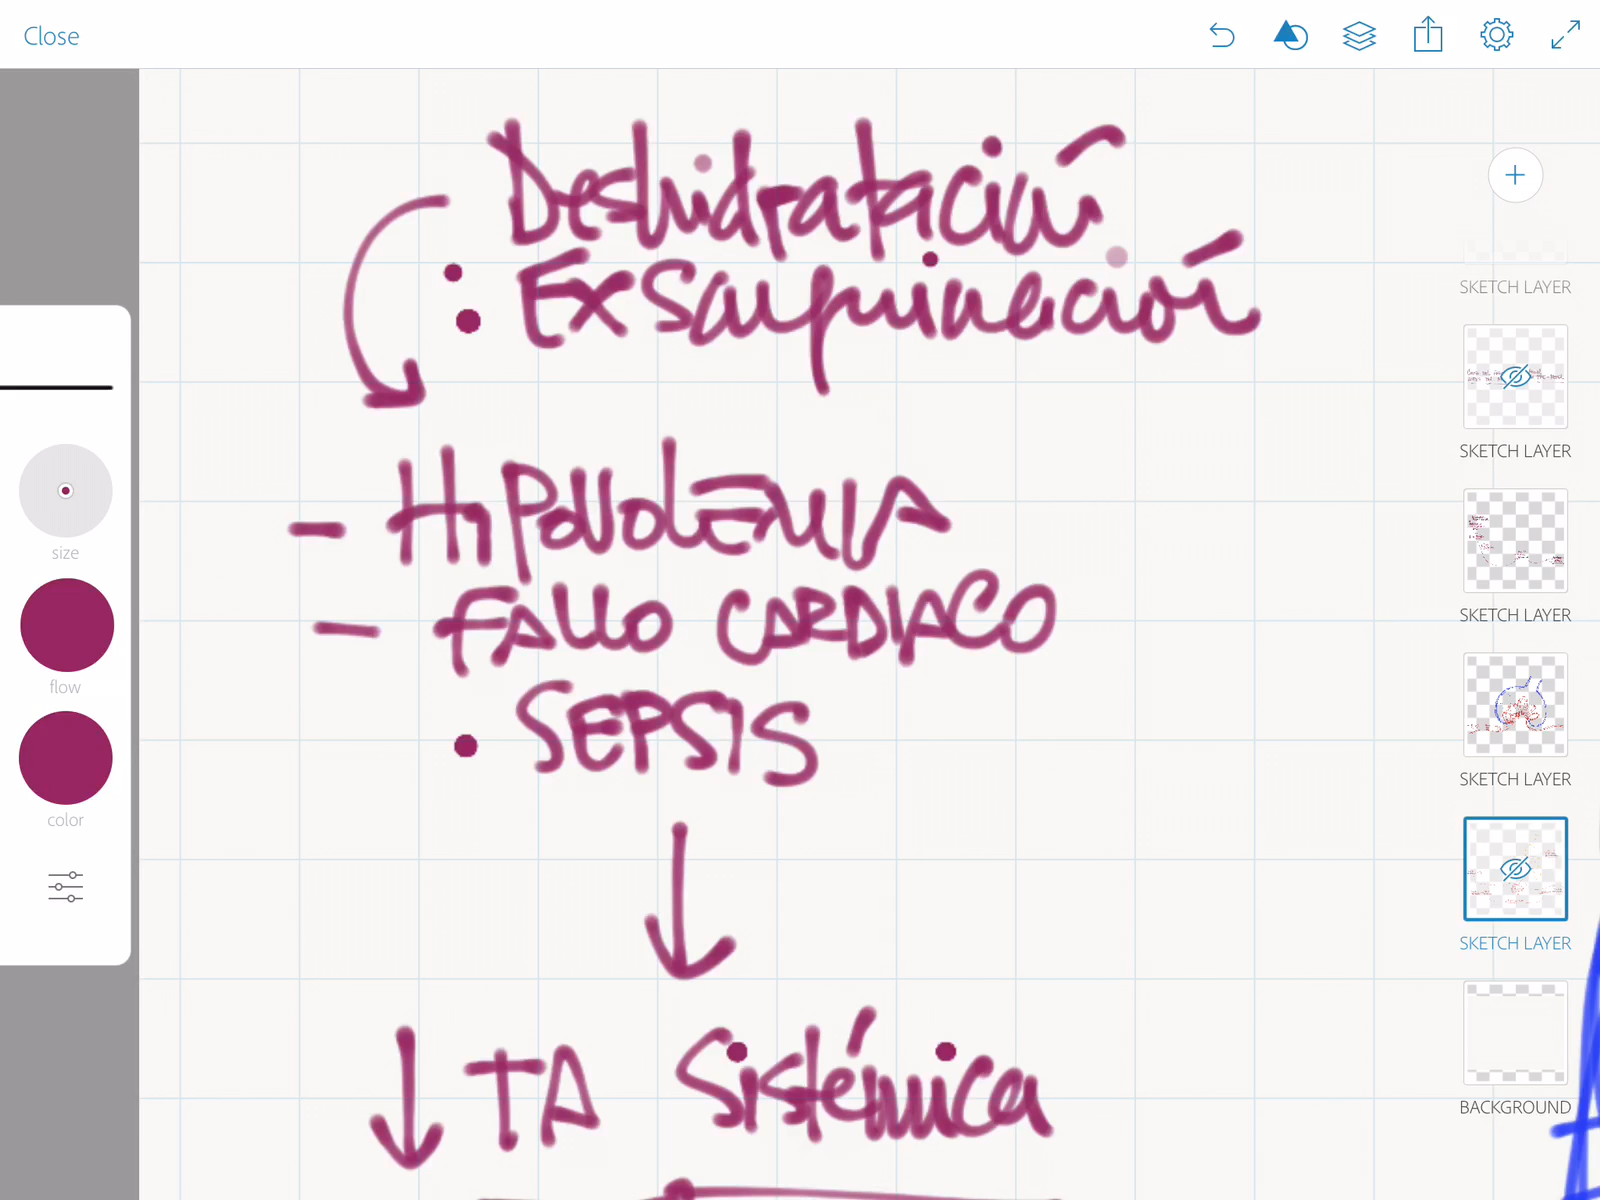 Close
Deshidratación
: Exsanguinación
- HIPOVOLEMIA
- FALLO CARDIACO
• SEPSIS
↓
↓ TA Sistémica
size
flow
color
SKETCH LAYER
SKETCH LAYER
SKETCH LAYER
SKETCH LAYER
SKETCH LAYER
BACKGROUND